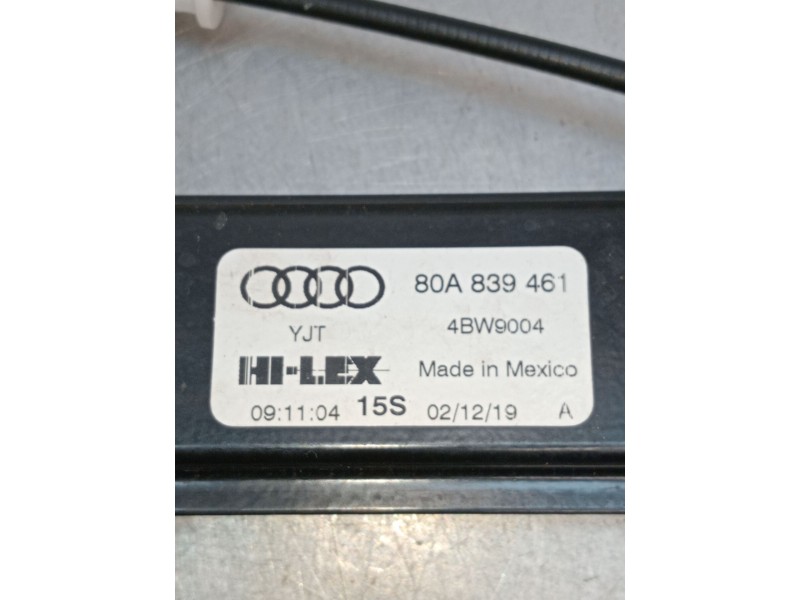 80A 839 461
YJT 4BW9004
HI-LEX Made in Mexico
09:11:04 15S 02/12/19 A